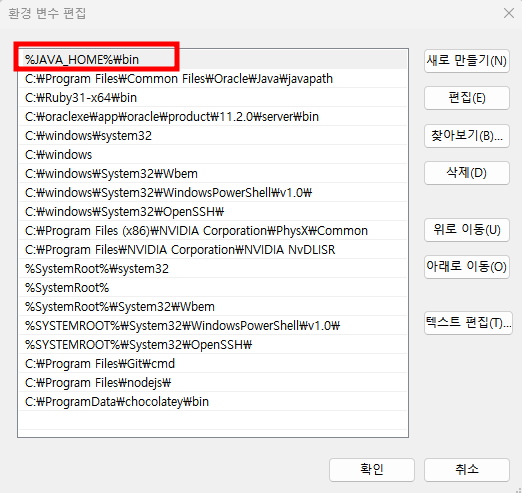 환경 변수 편집
%JAVA_HOME%₩bin
C:₩Program Files₩Common Files₩Oracle₩Java₩javapath
C:₩Ruby31-x64₩bin
C:₩oraclexe₩app₩oracle₩product₩11.2.0₩server₩bin
C:₩windows₩system32
C:₩windows
C:₩windows₩System32₩Wbem
C:₩windows₩System32₩WindowsPowerShell₩v1.0₩
C:₩windows₩System32₩OpenSSH₩
C:₩Program Files (x86)₩NVIDIA Corporation₩PhysX₩Common
C:₩Program Files₩NVIDIA Corporation₩NVIDIA NvDLISR
%SystemRoot%₩system32
%SystemRoot%
%SystemRoot%₩System32₩Wbem
%SYSTEMROOT%₩System32₩WindowsPowerShell₩v1.0₩
%SYSTEMROOT%₩System32₩OpenSSH₩
C:₩Program Files₩Git₩cmd
C:₩Program Files₩nodejs₩
C:₩ProgramData₩chocolatey₩bin
새로 만들기(N)
편집(E)
찾아보기(B)...
삭제(D)
위로 이동(U)
아래로 이동(O)
텍스트 편집(T)...
확인
취소